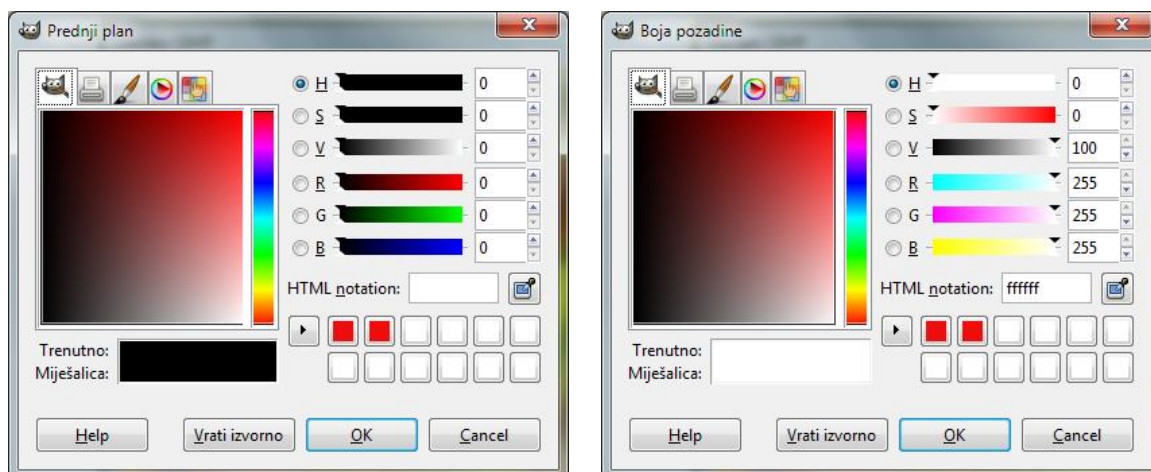 Prednji plan
H 0
S 0
V 0
R 0
G 0
B 0
HTML notation:
Trenutno:
Miješalica:
Help Vrati izvorno OK Cancel
Boja pozadine
H 0
S 0
V 100
R 255
G 255
B 255
HTML notation: ffffff
Trenutno:
Miješalica:
Help Vrati izvorno OK Cancel